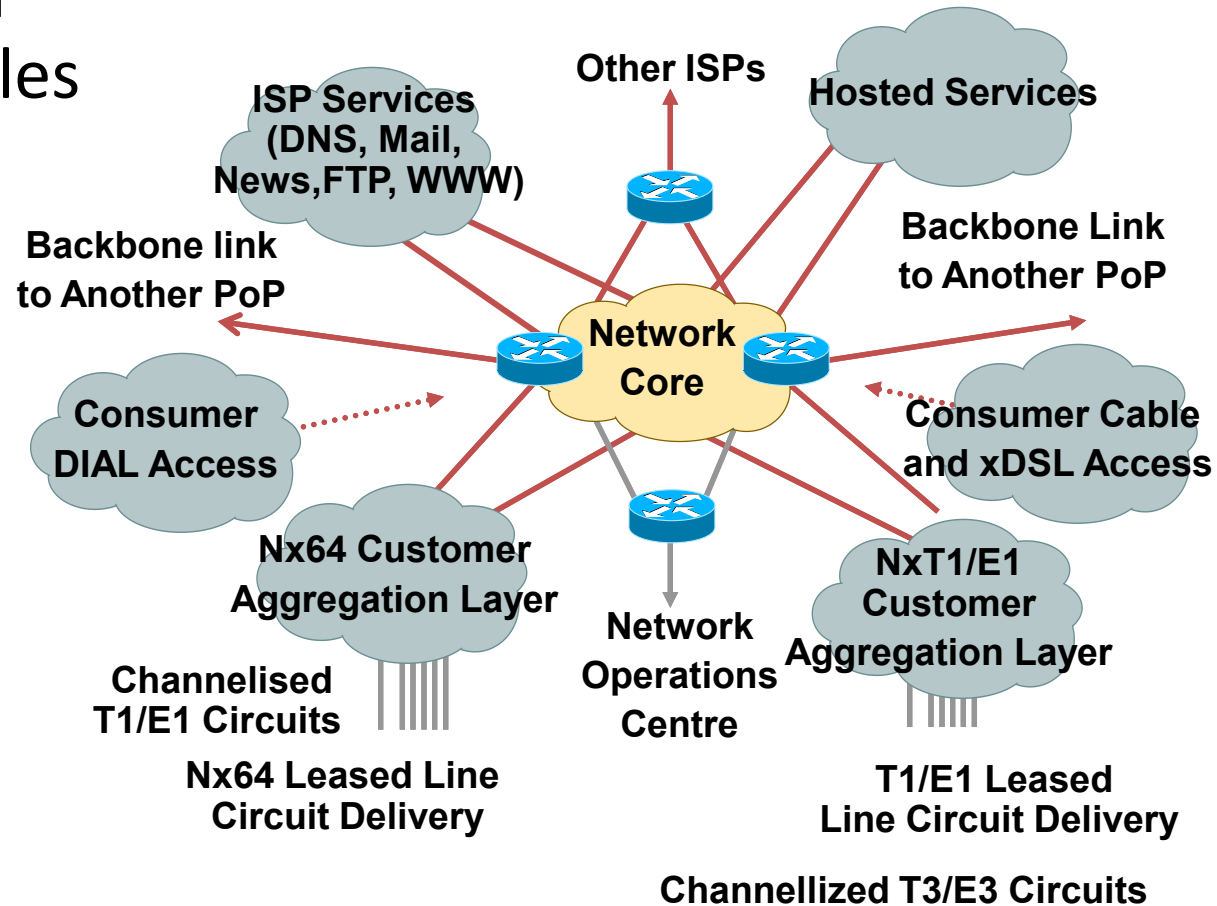 les
Other ISPs
ISP Services
(DNS, Mail,
News,FTP, WWW)
Hosted Services
Backbone link
to Another PoP
Backbone Link
to Another PoP
Network
Core
Consumer
DIAL Access
Consumer Cable
and xDSL Access
Nx64 Customer
Aggregation Layer
NxT1/E1
Customer
Aggregation Layer
Network
Operations
Centre
Channelised
T1/E1 Circuits
Nx64 Leased Line
Circuit Delivery
T1/E1 Leased
Line Circuit Delivery
Channellized T3/E3 Circuits